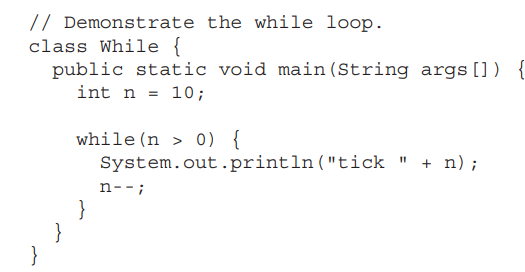 // Demonstrate the while loop.
class While {
  public static void main(String args[]) {
    int n = 10;

    while(n > 0) {
      System.out.println("tick " + n);
      n--;
    }
  }
}